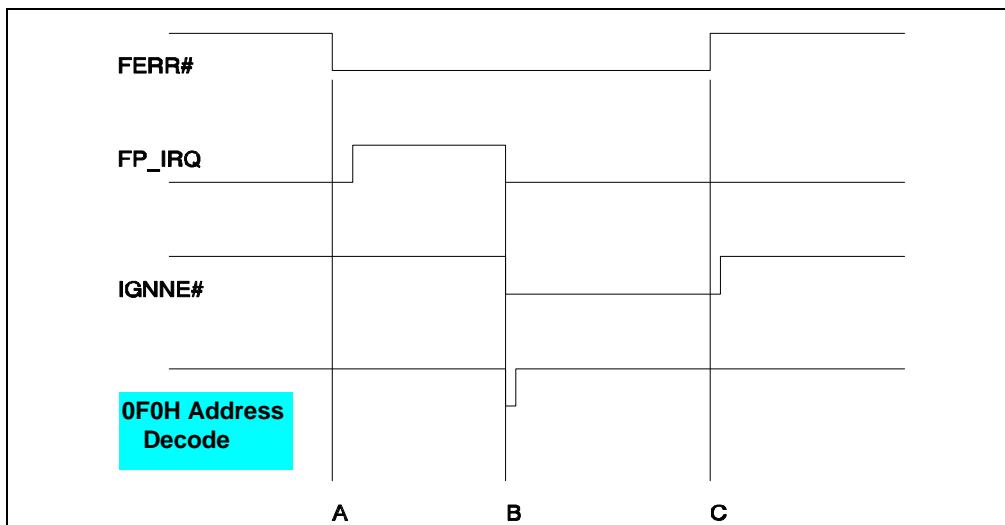 FERR#
FP_IRQ
IGNNE#
0F0H Address
Decode
A B C